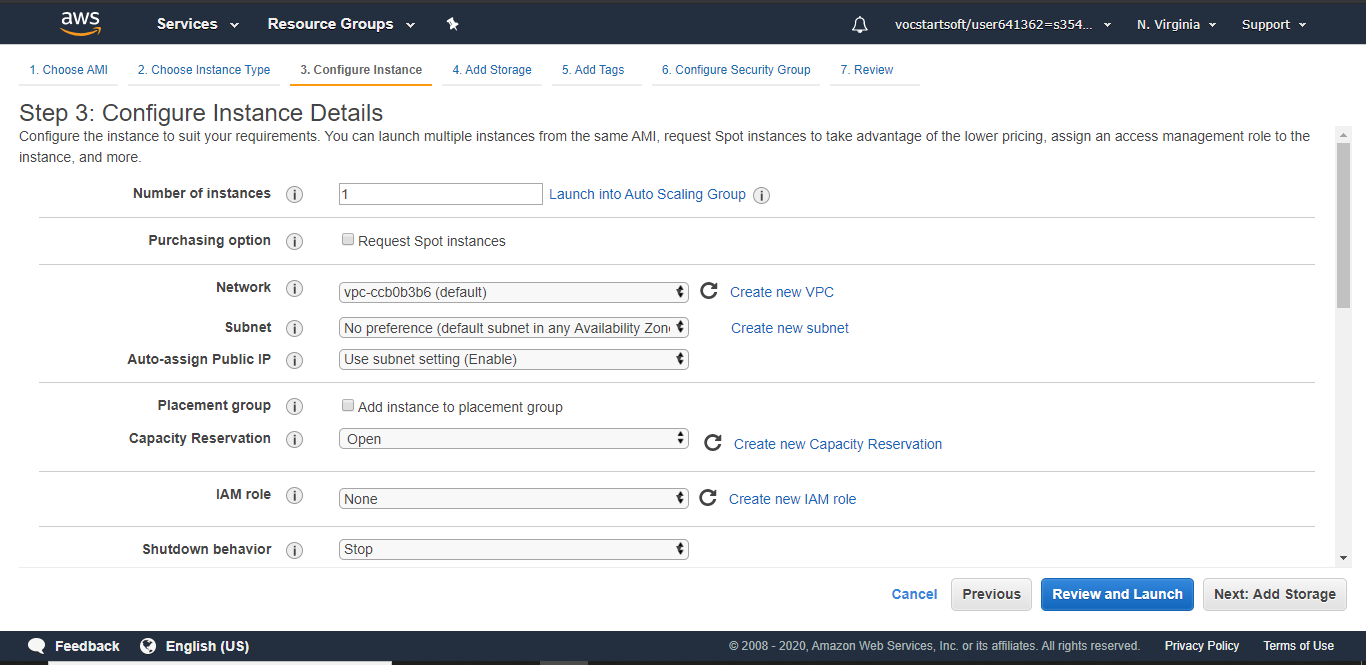 aws Services Resource Groups vocstartsoft/user641362=s354... N. Virginia Support
1. Choose AMI 2. Choose Instance Type 3. Configure Instance 4. Add Storage 5. Add Tags 6. Configure Security Group 7. Review
Step 3: Configure Instance Details
Configure the instance to suit your requirements. You can launch multiple instances from the same AMI, request Spot instances to take advantage of the lower pricing, assign an access management role to the
instance, and more.
Number of instances i 1 Launch into Auto Scaling Group i
Purchasing option i Request Spot instances
Network i vpc-ccb0b3b6 (default) Create new VPC
Subnet i No preference (default subnet in any Availability Zon Create new subnet
Auto-assign Public IP i Use subnet setting (Enable)
Placement group i Add instance to placement group
Capacity Reservation i Open Create new Capacity Reservation
IAM role i None Create new IAM role
Shutdown behavior i Stop
Cancel Previous Review and Launch Next: Add Storage
Feedback English (US) © 2008 - 2020, Amazon Web Services, Inc. or its affiliates. All rights reserved. Privacy Policy Terms of Use